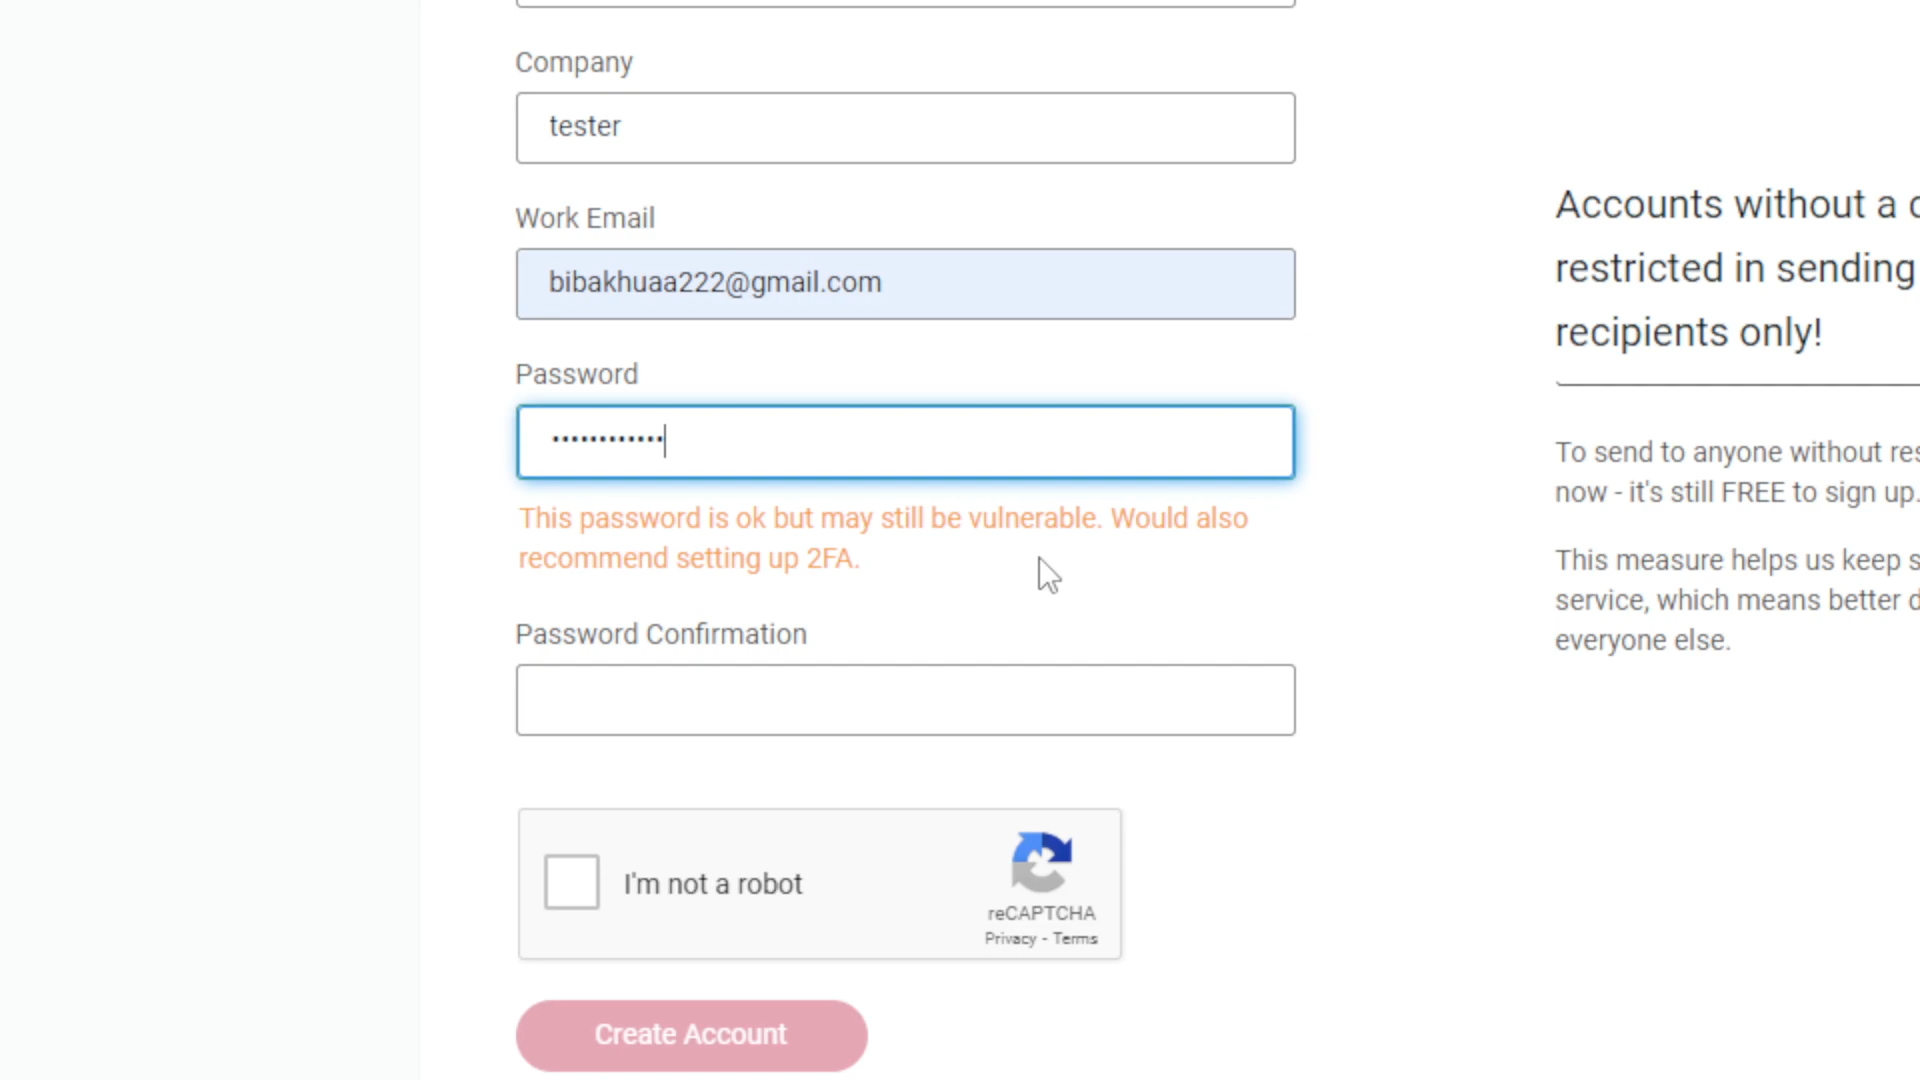 Company
tester
Work Email
bibakhuaa222@gmail.com
Password
••••••••••••
This password is ok but may still be vulnerable. Would also
recommend setting up 2FA.
Password Confirmation
I'm not a robot
reCAPTCHA
Privacy - Terms
Create Account
Accounts without a
restricted in sending
recipients only!
To send to anyone without
now - it's still FREE to sign up.
This measure helps us keep
service, which means better
everyone else.